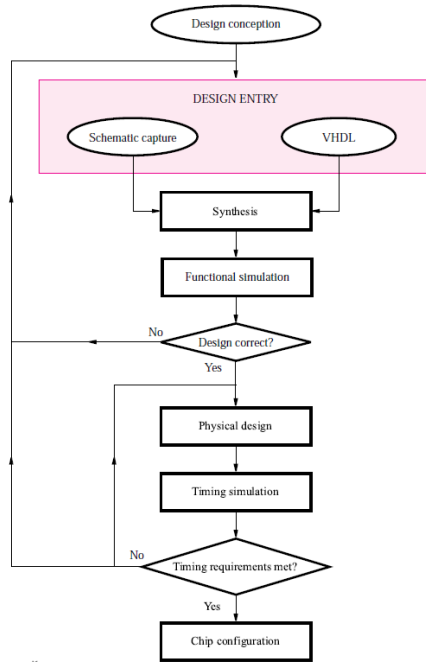 Design conception
DESIGN ENTRY
Schematic capture
VHDL
Synthesis
Functional simulation
No
Design correct?
Yes
Physical design
Timing simulation
No
Timing requirements met?
Yes
Chip configuration